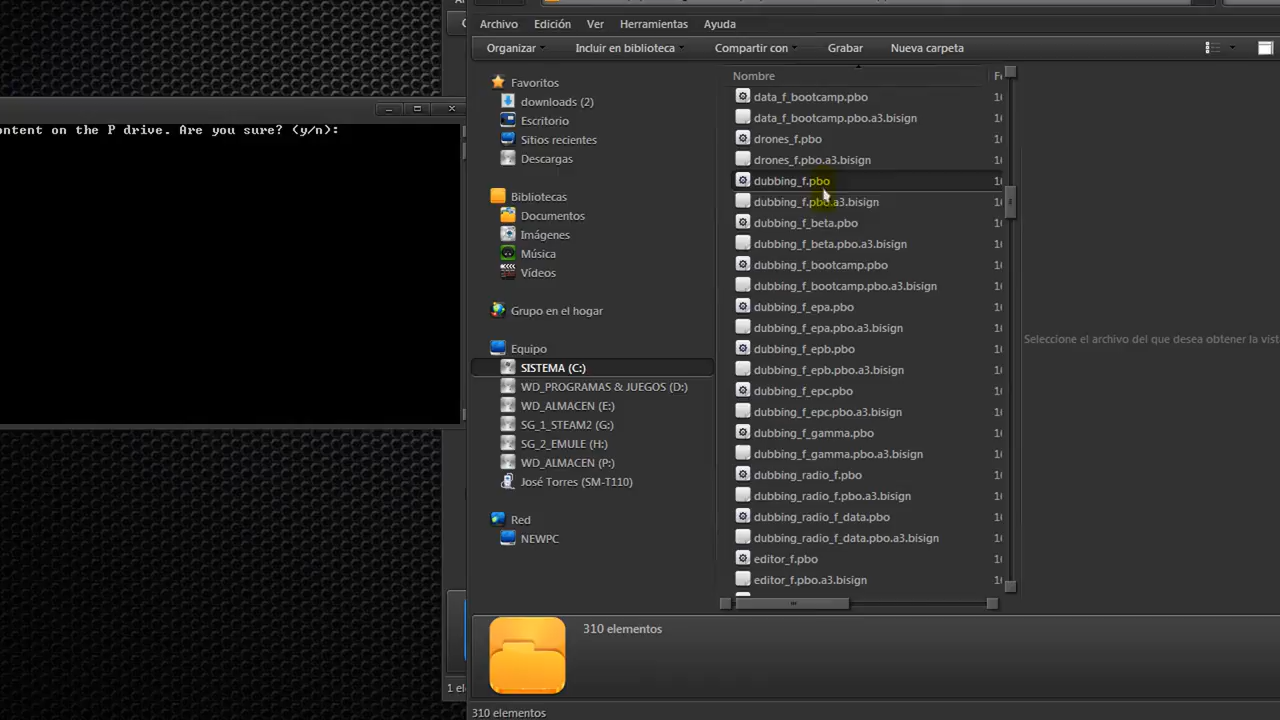 Archivo Edición Ver Herramientas Ayuda
Organizar Incluir en biblioteca Compartir con Grabar Nueva carpeta
ontent on the P drive. Are you sure? (y/n):
Favoritos
downloads (2)
Escritorio
Sitios recientes
Descargas
Bibliotecas
Documentos
Imágenes
Música
Vídeos
Grupo en el hogar
Equipo
SISTEMA (C:)
WD_PROGRAMAS & JUEGOS (D:)
WD_ALMACEN (E:)
SG_1_STEAM2 (G:)
SG_2_EMULE (H:)
WD_ALMACEN (P:)
José Torres (SM-T110)
Red
NEWPC
Nombre
data_f_bootcamp.pbo
data_f_bootcamp.pbo.a3.bisign
drones_f.pbo
drones_f.pbo.a3.bisign
dubbing_f.pbo
dubbing_f.pbo.a3.bisign
dubbing_f_beta.pbo
dubbing_f_beta.pbo.a3.bisign
dubbing_f_bootcamp.pbo
dubbing_f_bootcamp.pbo.a3.bisign
dubbing_f_epa.pbo
dubbing_f_epa.pbo.a3.bisign
dubbing_f_epb.pbo
dubbing_f_epb.pbo.a3.bisign
dubbing_f_epc.pbo
dubbing_f_epc.pbo.a3.bisign
dubbing_f_gamma.pbo
dubbing_f_gamma.pbo.a3.bisign
dubbing_radio_f.pbo
dubbing_radio_f.pbo.a3.bisign
dubbing_radio_f_data.pbo
dubbing_radio_f_data.pbo.a3.bisign
editor_f.pbo
editor_f.pbo.a3.bisign
Seleccione el archivo del que desea obtener la vist
310 elementos
1 el
310 elementos